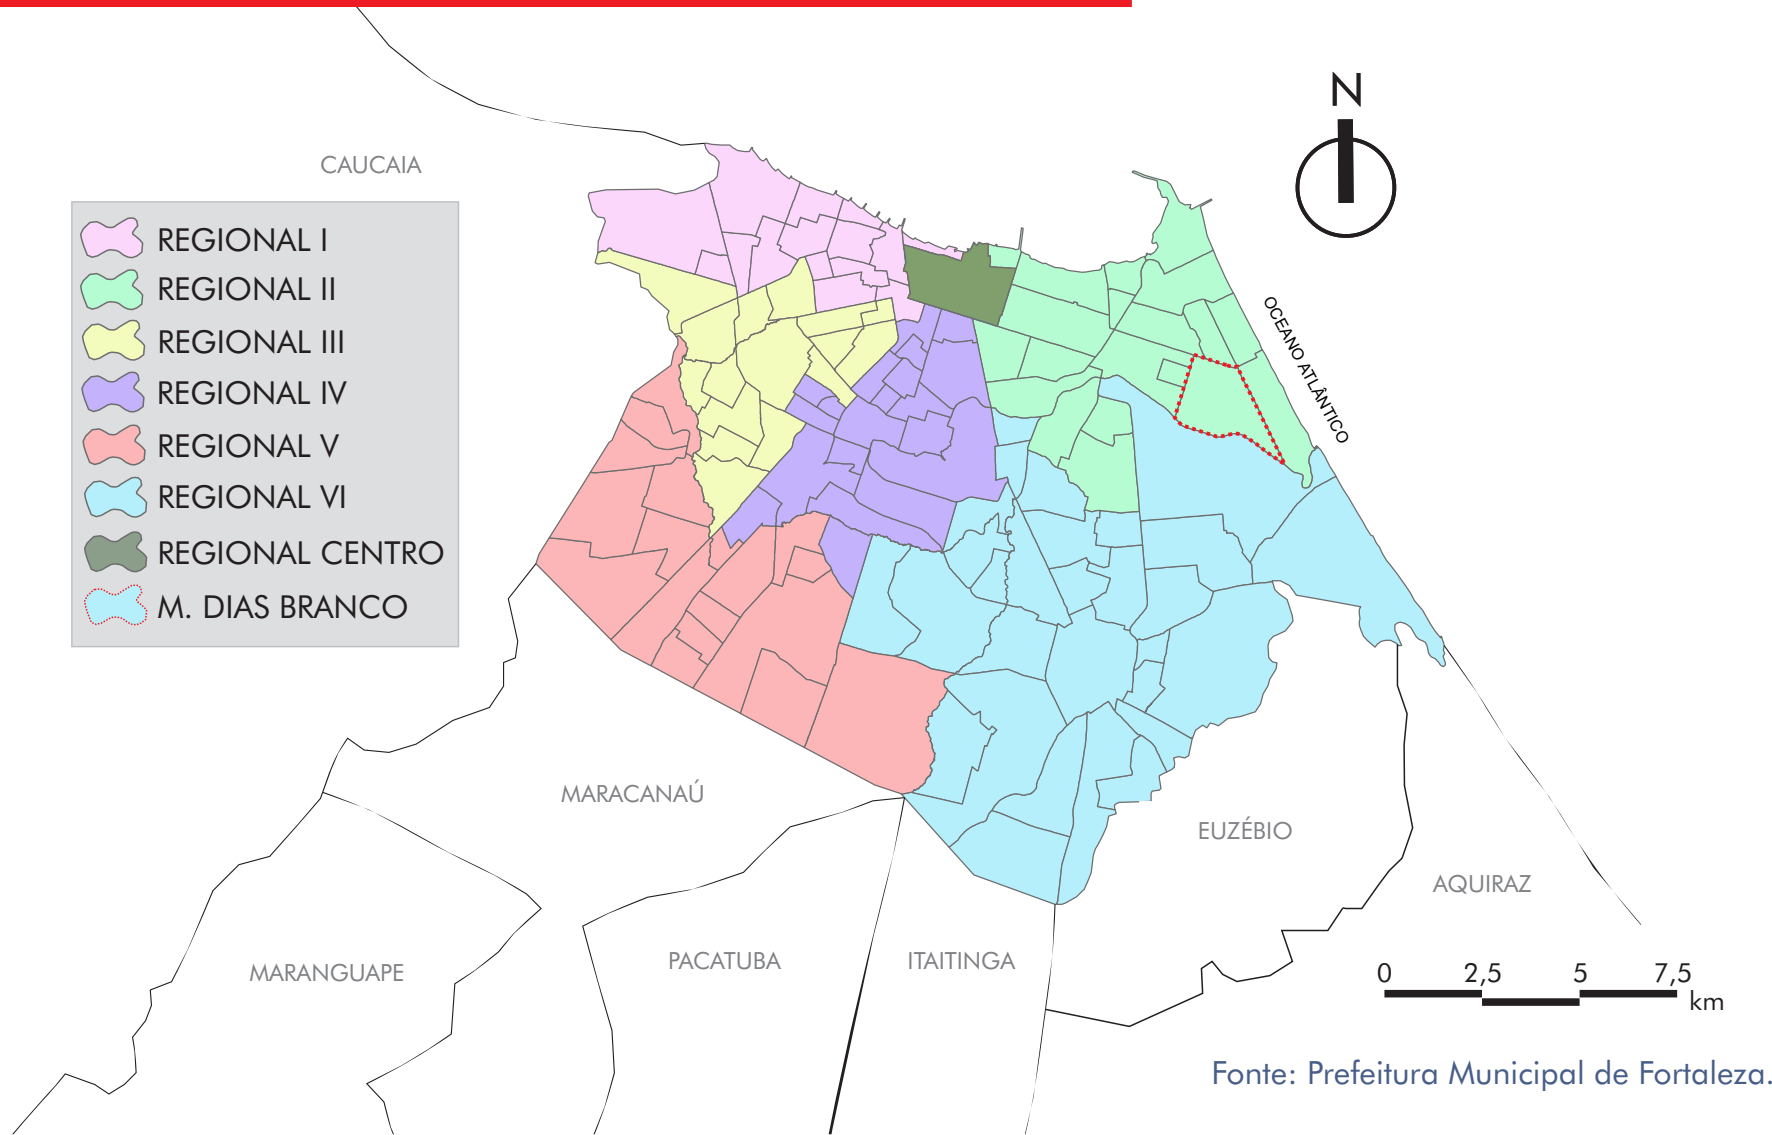 N
CAUCAIA
REGIONAL I
REGIONAL II
REGIONAL III
REGIONAL IV
REGIONAL V
REGIONAL VI
REGIONAL CENTRO
M. DIAS BRANCO
OCEANO ATLÂNTICO
MARACANAÚ
EUZÉBIO
AQUIRAZ
MARANGUAPE
PACATUBA
ITAITINGA
0 2,5 5 7,5
km
Fonte: Prefeitura Municipal de Fortaleza.